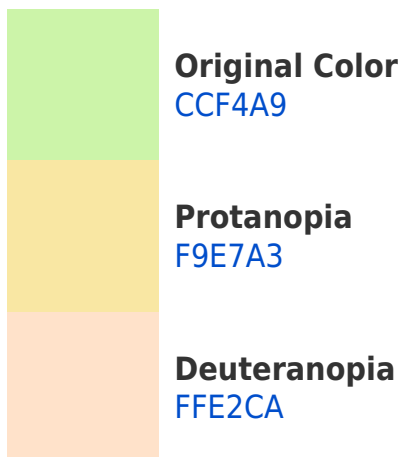 Original Color
CCF4A9
Protanopia
F9E7A3
Deuteranopia
FFE2CA